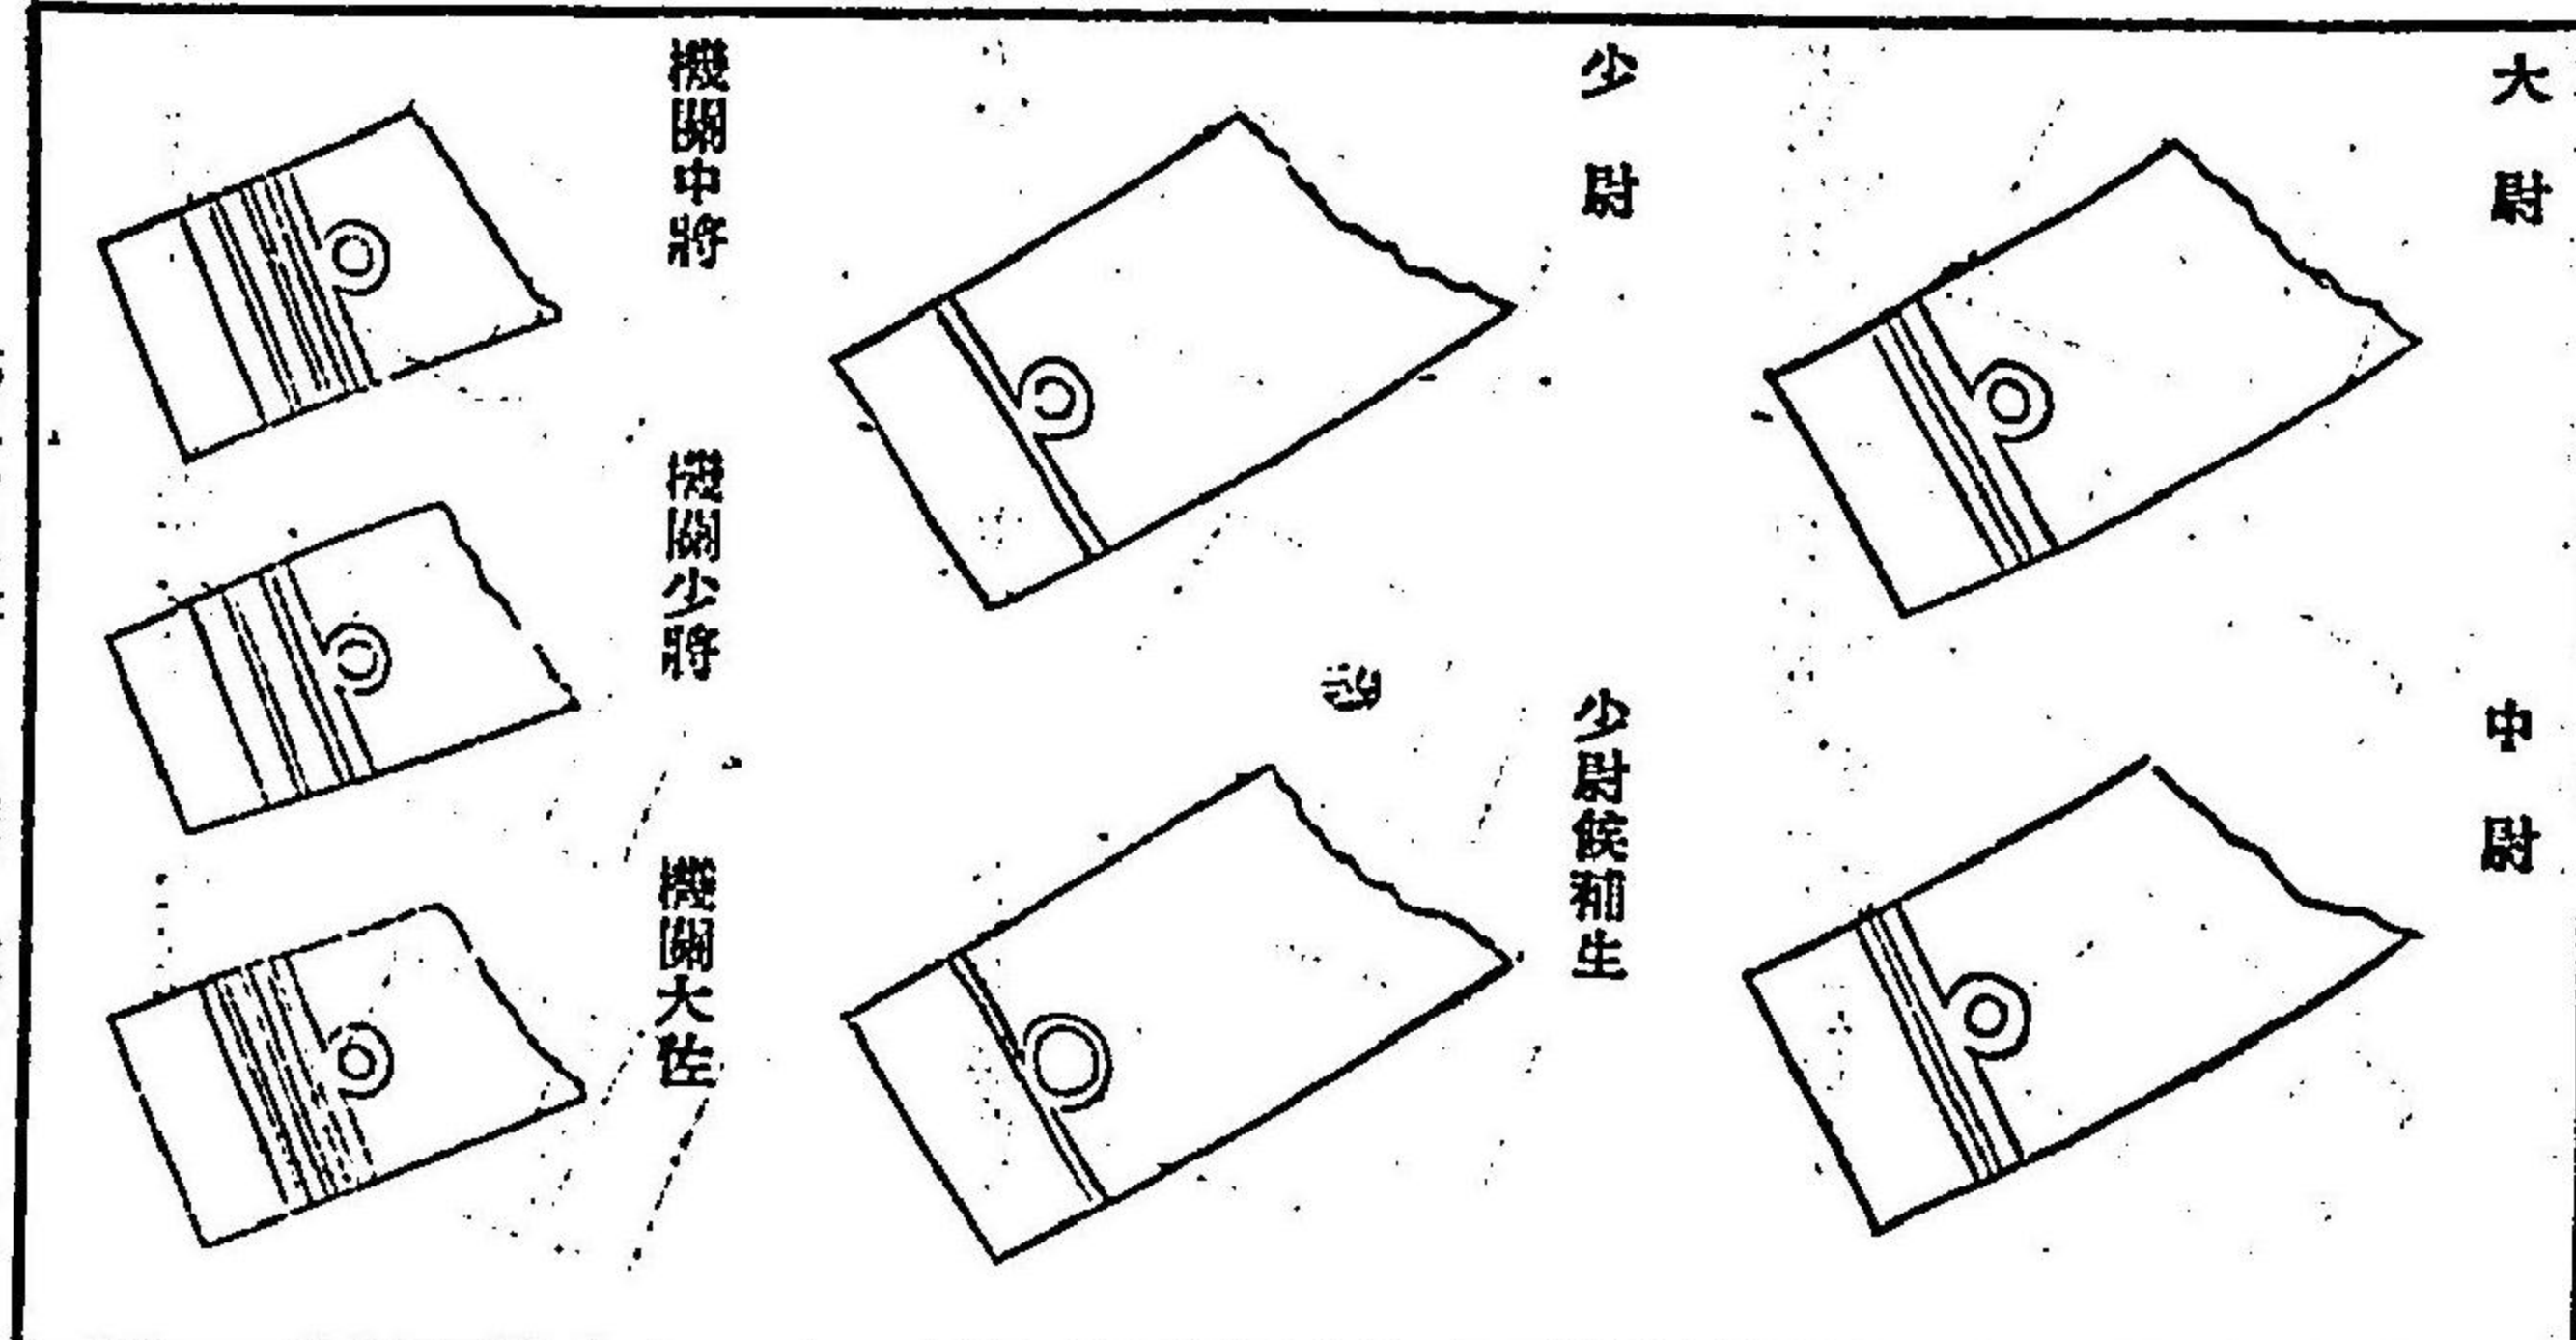 大尉
中尉
少尉
少尉候補生
機關中將
機關少將
機關大佐